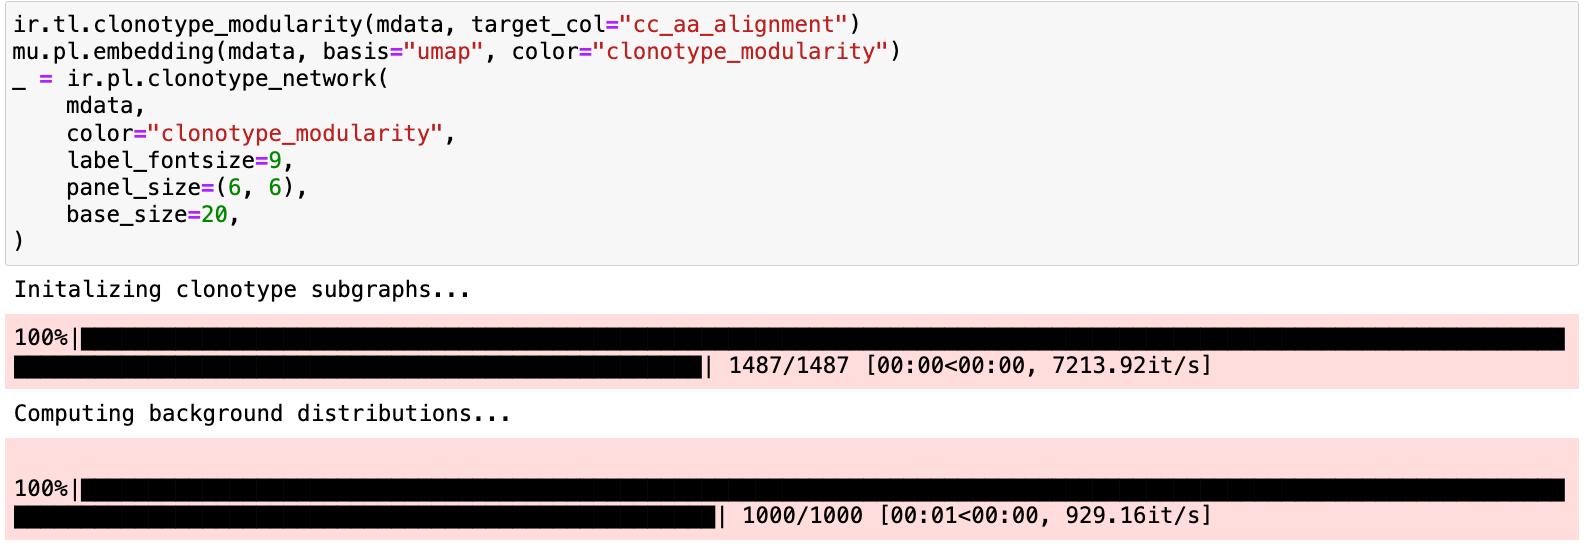 ir.tl.clonotype_modularity(mdata, target_col="cc_aa_alignment")
mu.pl.embedding(mdata, basis="umap", color="clonotype_modularity")
_ = ir.pl.clonotype_network(
    mdata,
    color="clonotype_modularity",
    label_fontsize=9,
    panel_size=(6, 6),
    base_size=20,
)
Initalizing clonotype subgraphs...
100%|
| 1487/1487 [00:00<00:00, 7213.92it/s]
Computing background distributions...
100%|
| 1000/1000 [00:01<00:00, 929.16it/s]